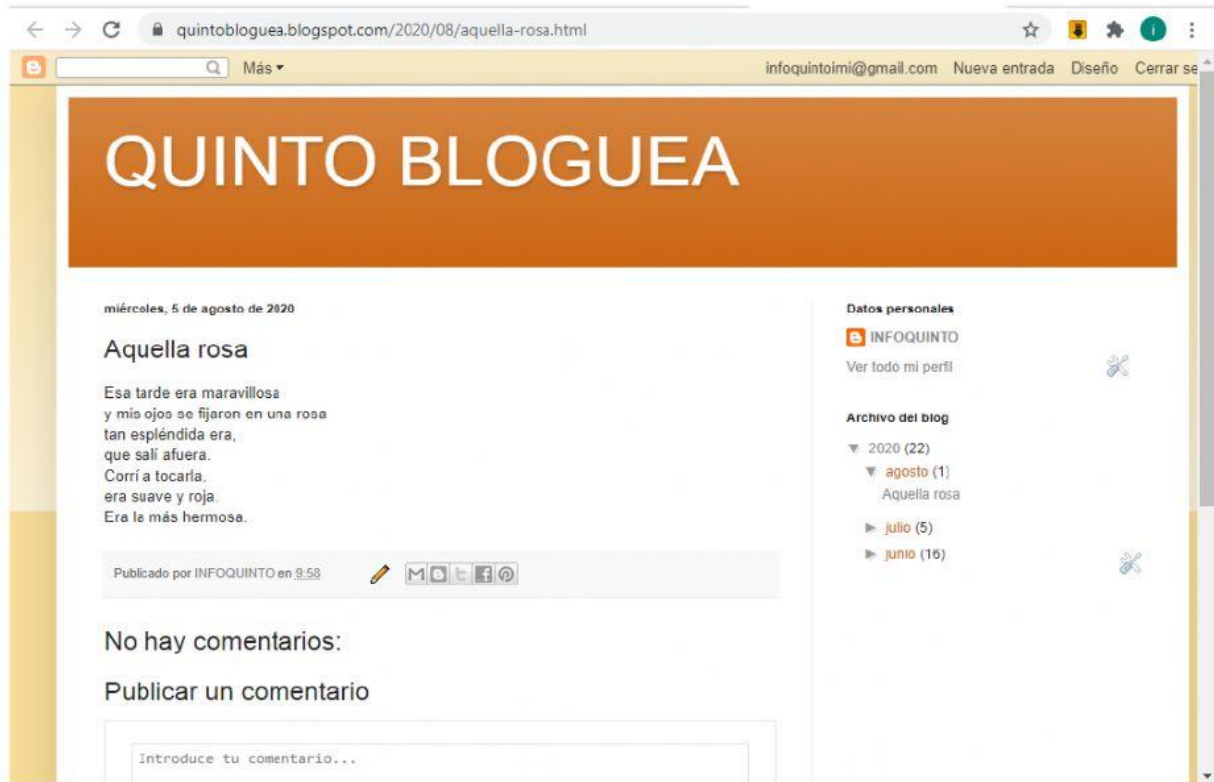 quintobloguea.blogspot.com/2020/08/aquella-rosa.html
Más
infoquintoimi@gmail.com Nueva entrada Diseño Cerrar se
QUINTO BLOGUEA
miércoles, 5 de agosto de 2020
Aquella rosa
Esa tarde era maravillosa
y mis ojos se fijaron en una rosa
tan espléndida era,
que salí afuera.
Corrí a tocarla,
era suave y roja.
Era la más hermosa.
Publicado por INFOQUINTO en 9:58
No hay comentarios:
Publicar un comentario
Introduce tu comentario...
Datos personales
INFOQUINTO
Ver todo mi perfil
Archivo del blog
▼ 2020 (22)
▼ agosto (1)
Aquella rosa
► julio (5)
► junio (16)